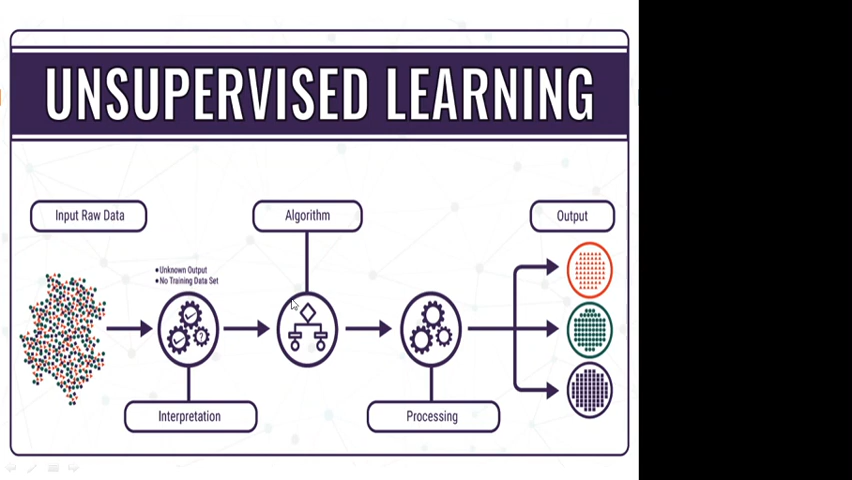 UNSUPERVISED LEARNING
Input Raw Data
Algorithm
Output
•Unknown Output
•No Training Data Set
?
Interpretation
Processing